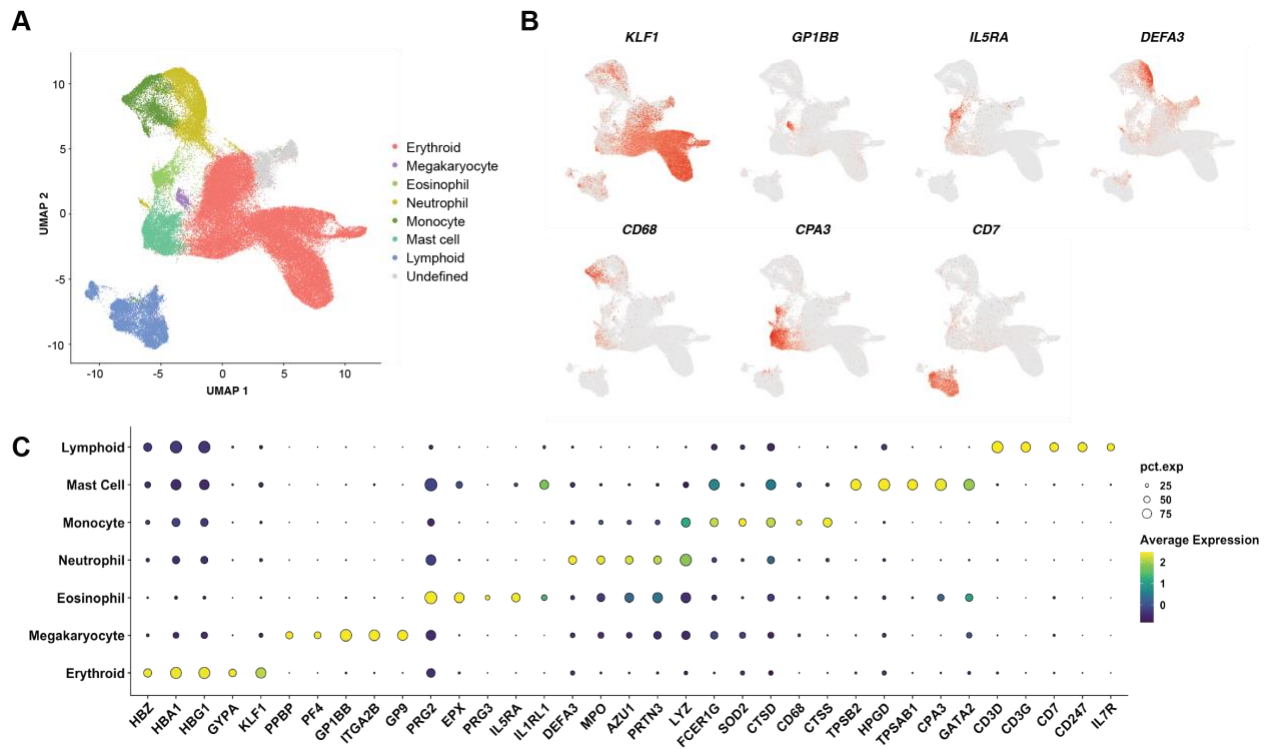 A
10
5
0
-5
-10
-10
-5
0
5
10
UMAP 1
UMAP 2
Erythroid
Megakaryocyte
Eosinophil
Neutrophil
Monocyte
Mast cell
Lymphoid
Undefined
B
KLF1
GP1BB
IL5RA
DEFA3
CD68
CPA3
CD7
C
Lymphoid
Mast Cell
Monocyte
Neutrophil
Eosinophil
Megakaryocyte
Erythroid
HBZ
HBA1
HBG1
GYPA
KLF1
PPBP
PF4
GP1BB
ITGA2B
GP9
PRG2
EPX
PRG3
IL5RA
IL1RL1
DEFA3
MPO
AZU1
PRTN3
LYZ
FCER1G
SOD2
CTSD
CD68
CTSS
TPSB2
HPGD
TPSAB1
CPA3
GATA2
CD3D
CD3G
CD7
CD247
IL7R
pct.exp
25
50
75
Average Expression
2
1
0